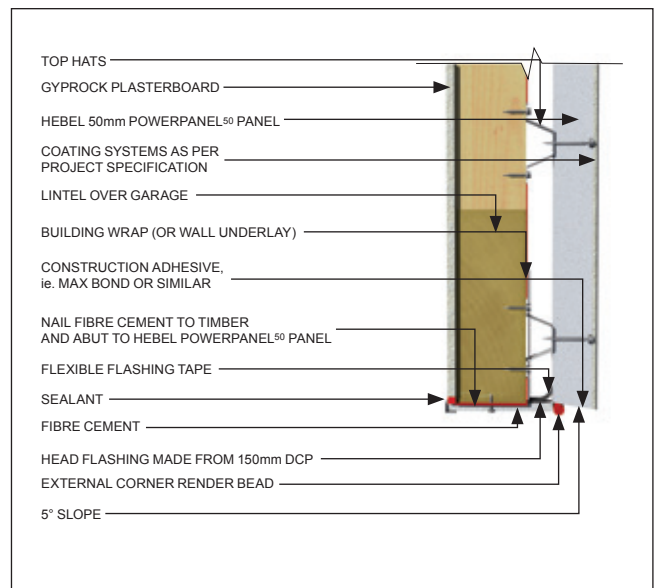 TOP HATS
GYPROCK PLASTERBOARD
HEBEL 50mm POWERPANEL⁵⁰ PANEL
COATING SYSTEMS AS PER
PROJECT SPECIFICATION
LINTEL OVER GARAGE
BUILDING WRAP (OR WALL UNDERLAY)
CONSTRUCTION ADHESIVE,
ie. MAX BOND OR SIMILAR
NAIL FIBRE CEMENT TO TIMBER
AND ABUT TO HEBEL POWERPANEL⁵⁰ PANEL
FLEXIBLE FLASHING TAPE
SEALANT
FIBRE CEMENT
HEAD FLASHING MADE FROM 150mm DCP
EXTERNAL CORNER RENDER BEAD
5° SLOPE